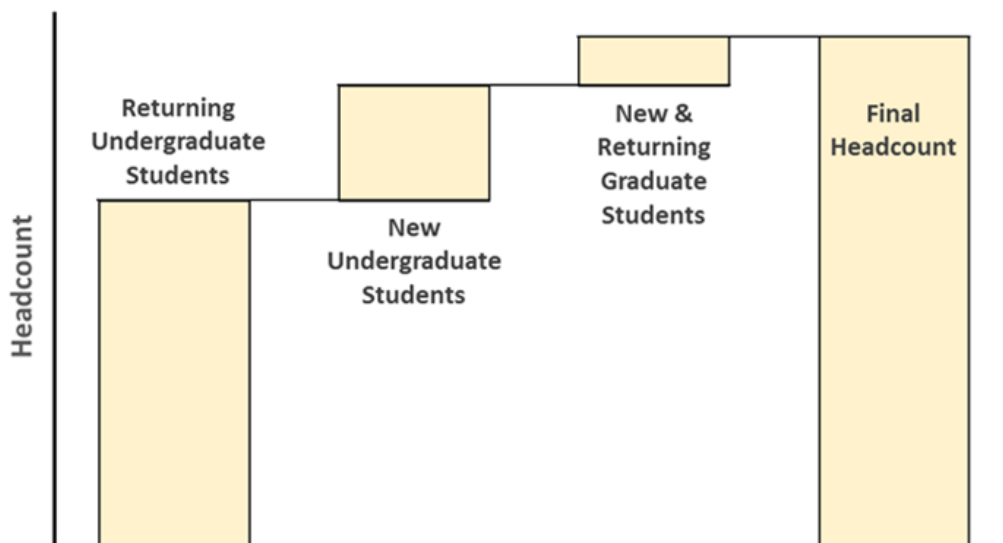 Headcount
Returning
Undergraduate
Students
New
Undergraduate
Students
New &
Returning
Graduate
Students
Final
Headcount